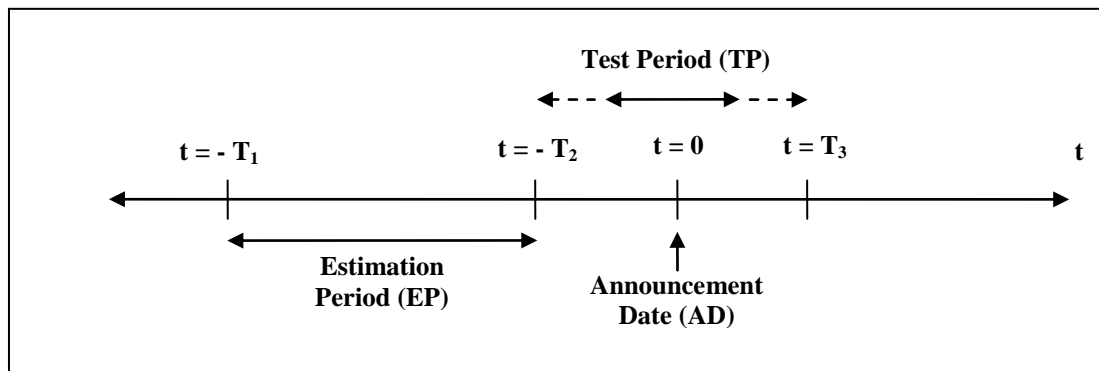 Test Period (TP)
t = - T₁ t = - T₂ t = 0 t = T₃ t
Estimation
Period (EP)
Announcement
Date (AD)